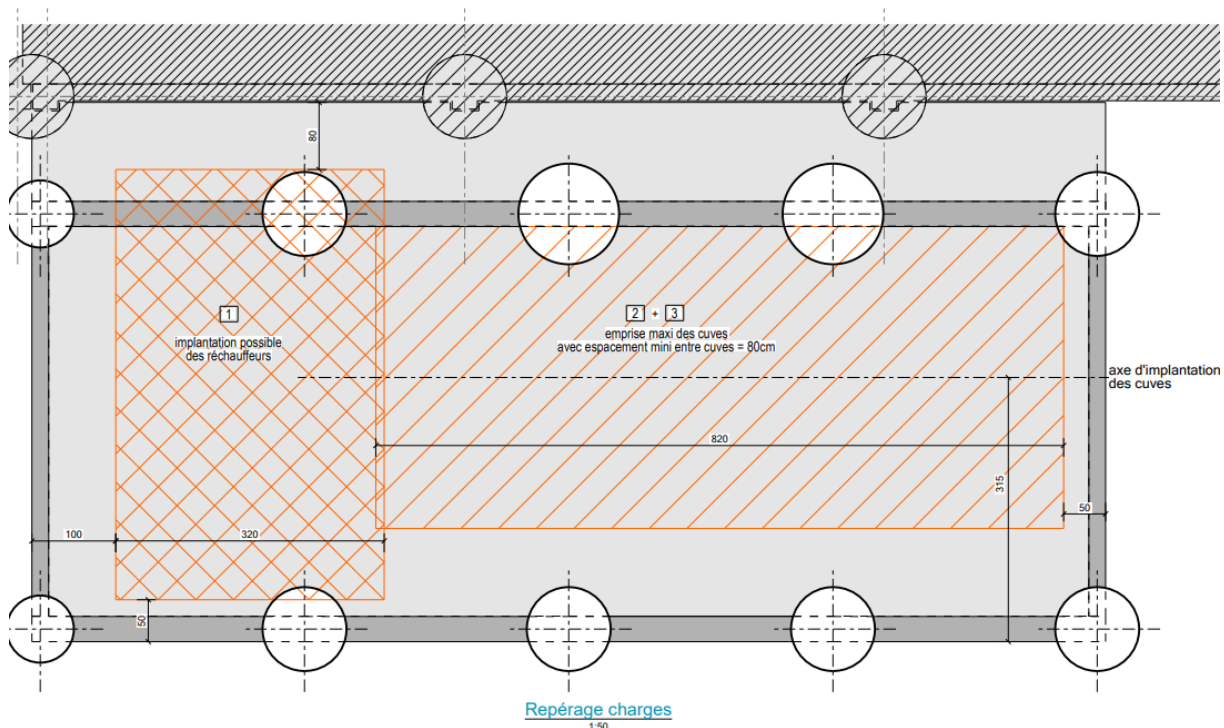 80
1
implantation possible
des réchauffeurs
2 + 3
emprise maxi des cuves
avec espacement mini entre cuves = 80cm
axe d'implantation
des cuves
820
315
50
100
320
50
Repérage charges
1:50